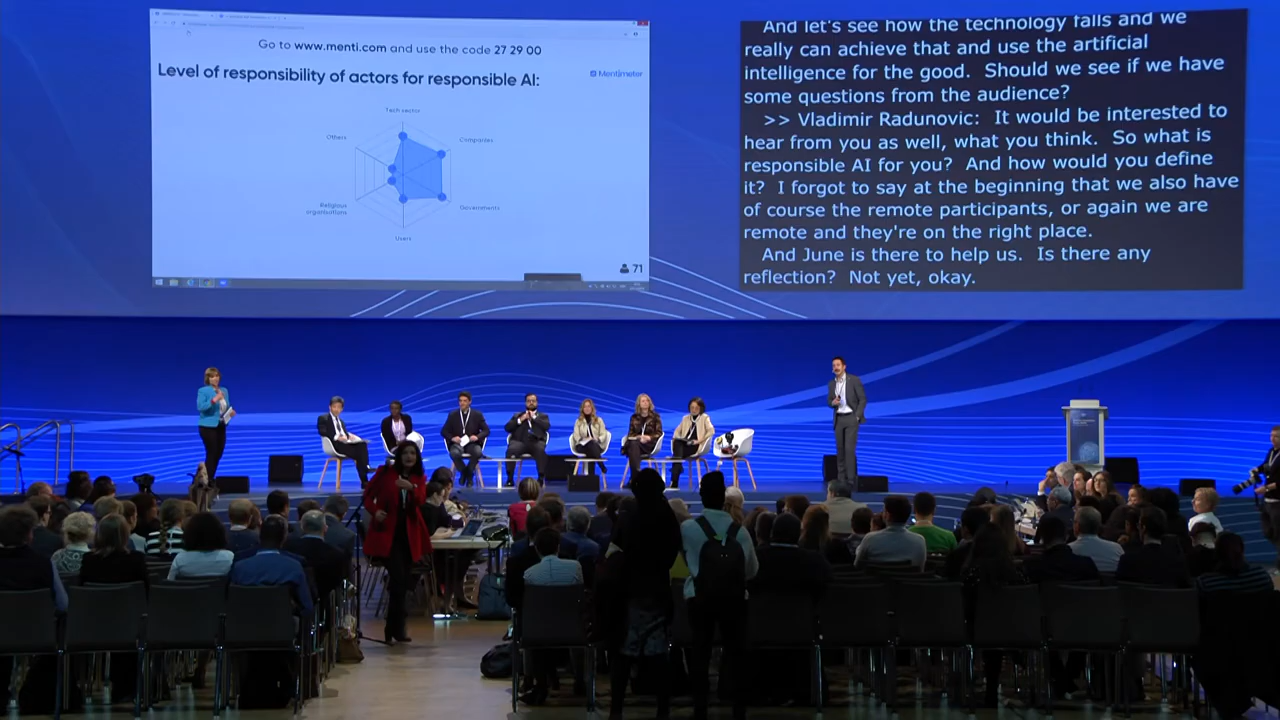 Go to www.menti.com and use the code 27 29 00
Level of responsibility of actors for responsible AI:
Mentimeter
Tech sector
Others
Companies
Religious
organisations
Governments
Users
71
And let's see how the technology falls and we
really can achieve that and use the artificial
intelligence for the good. Should we see if we have
some questions from the audience?
>> Vladimir Radunovic: It would be interested to
hear from you as well, what you think. So what is
responsible AI for you? And how would you define
it? I forgot to say at the beginning that we also have
of course the remote participants, or again we are
remote and they're on the right place.
And June is there to help us. Is there any
reflection? Not yet, okay.